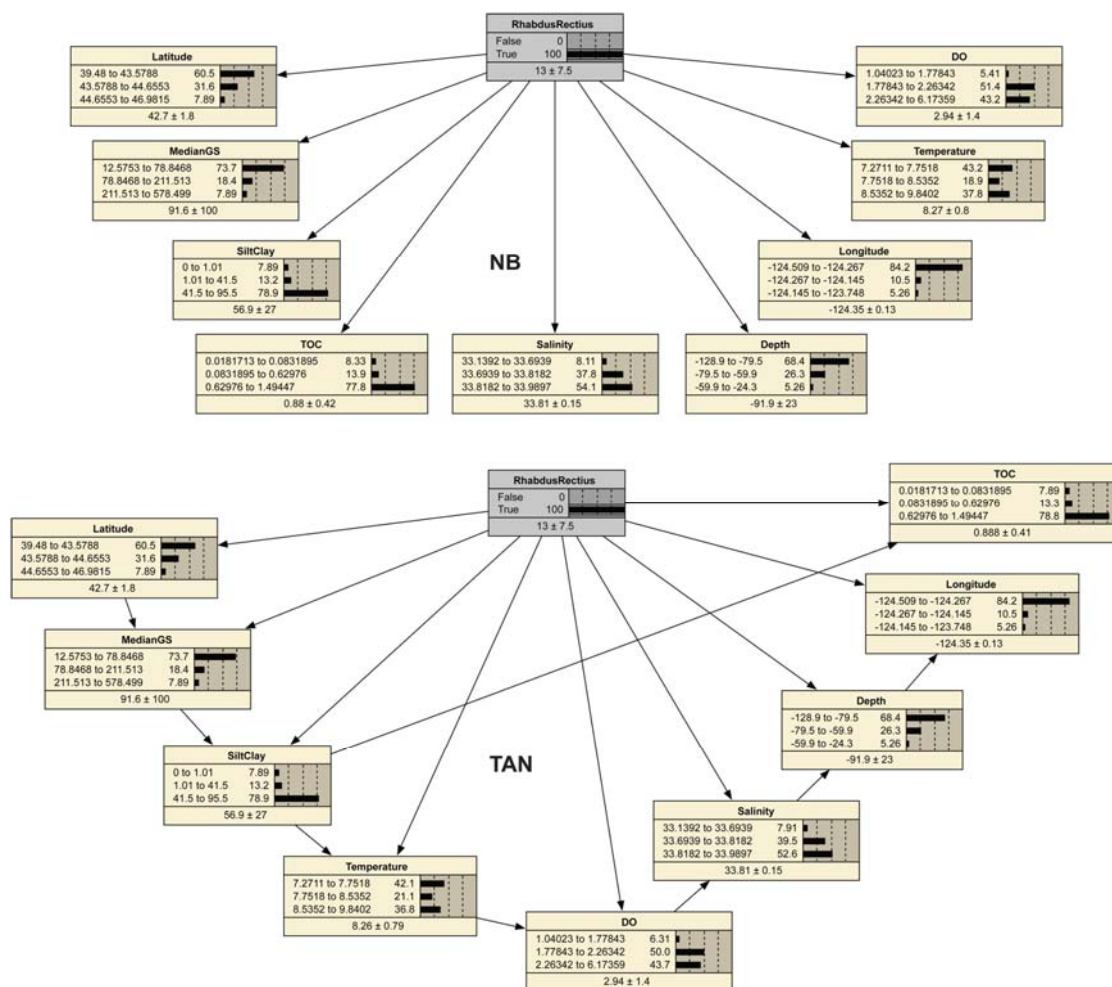 RhabdusRectius
False 0
True 100
13 ± 7.5
Latitude
39.48 to 43.5788 60.5
43.5788 to 44.6553 31.6
44.6553 to 46.9815 7.89
42.7 ± 1.8
DO
1.04023 to 1.77843 5.41
1.77843 to 2.26342 51.4
2.26342 to 6.17359 43.2
2.94 ± 1.4
MedianGS
12.5753 to 78.8468 73.7
78.8468 to 211.513 18.4
211.513 to 578.499 7.89
91.6 ± 100
Temperature
7.2711 to 7.7518 43.2
7.7518 to 8.5352 18.9
8.5352 to 9.8402 37.8
8.27 ± 0.8
SiltClay
0 to 1.01 7.89
1.01 to 41.5 13.2
41.5 to 95.5 78.9
56.9 ± 27
NB
Longitude
-124.509 to -124.267 84.2
-124.267 to -124.145 10.5
-124.145 to -123.748 5.26
-124.35 ± 0.13
TOC
0.0181713 to 0.0831895 8.33
0.0831895 to 0.62976 13.9
0.62976 to 1.49447 77.8
0.88 ± 0.42
Salinity
33.1392 to 33.6939 8.11
33.6939 to 33.8182 37.8
33.8182 to 33.9897 54.1
33.81 ± 0.15
Depth
-128.9 to -79.5 68.4
-79.5 to -59.9 26.3
-59.9 to -24.3 5.26
-91.9 ± 23
RhabdusRectius
False 0
True 100
13 ± 7.5
TOC
0.0181713 to 0.0831895 7.89
0.0831895 to 0.62976 13.3
0.62976 to 1.49447 78.8
0.888 ± 0.41
Latitude
39.48 to 43.5788 60.5
43.5788 to 44.6553 31.6
44.6553 to 46.9815 7.89
42.7 ± 1.8
Longitude
-124.509 to -124.267 84.2
-124.267 to -124.145 10.5
-124.145 to -123.748 5.26
-124.35 ± 0.13
MedianGS
12.5753 to 78.8468 73.7
78.8468 to 211.513 18.4
211.513 to 578.499 7.89
91.6 ± 100
Depth
-128.9 to -79.5 68.4
-79.5 to -59.9 26.3
-59.9 to -24.3 5.26
-91.9 ± 23
SiltClay
0 to 1.01 7.89
1.01 to 41.5 13.2
41.5 to 95.5 78.9
56.9 ± 27
TAN
Salinity
33.1392 to 33.6939 7.91
33.6939 to 33.8182 39.5
33.8182 to 33.9897 52.6
33.81 ± 0.15
Temperature
7.2711 to 7.7518 42.1
7.7518 to 8.5352 21.1
8.5352 to 9.8402 36.8
8.26 ± 0.79
DO
1.04023 to 1.77843 6.31
1.77843 to 2.26342 50.0
2.26342 to 6.17359 43.7
2.94 ± 1.4